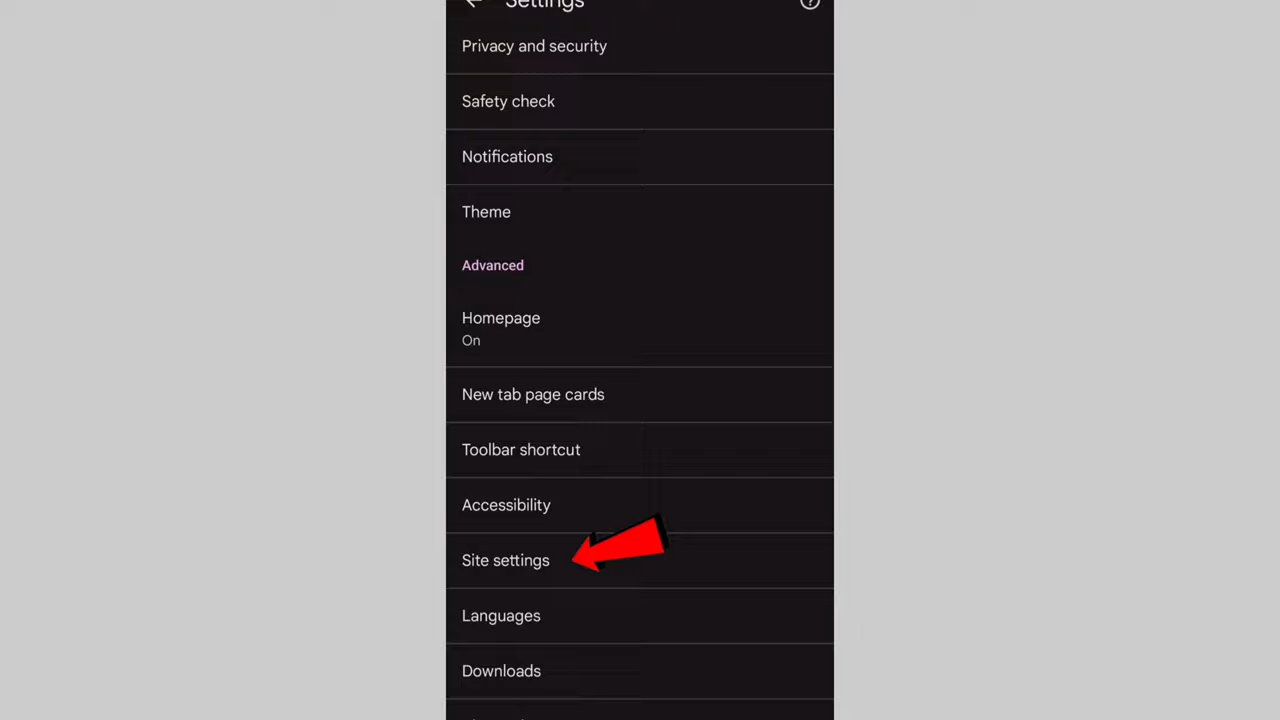 Settings
Privacy and security
Safety check
Notifications
Theme
Advanced
Homepage
On
New tab page cards
Toolbar shortcut
Accessibility
Site settings
Languages
Downloads